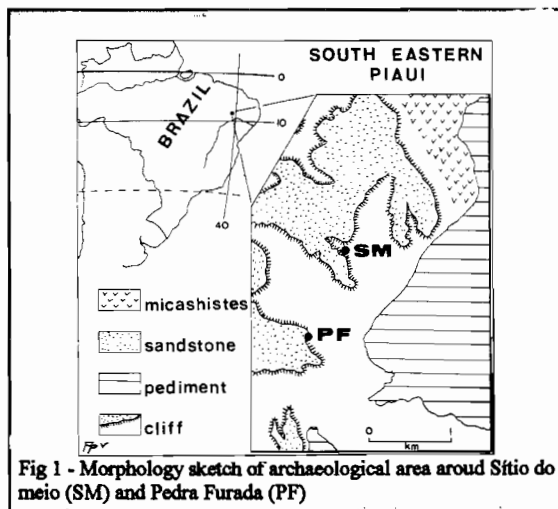 SOUTH EASTERN
PIAUI
BRAZIL
0
10
40
SM
PF
micashistes
sandstone
pediment
cliff
0
1
km
Fig 1 - Morphology sketch of archaeological area aroud Sítio do
meio (SM) and Pedra Furada (PF)